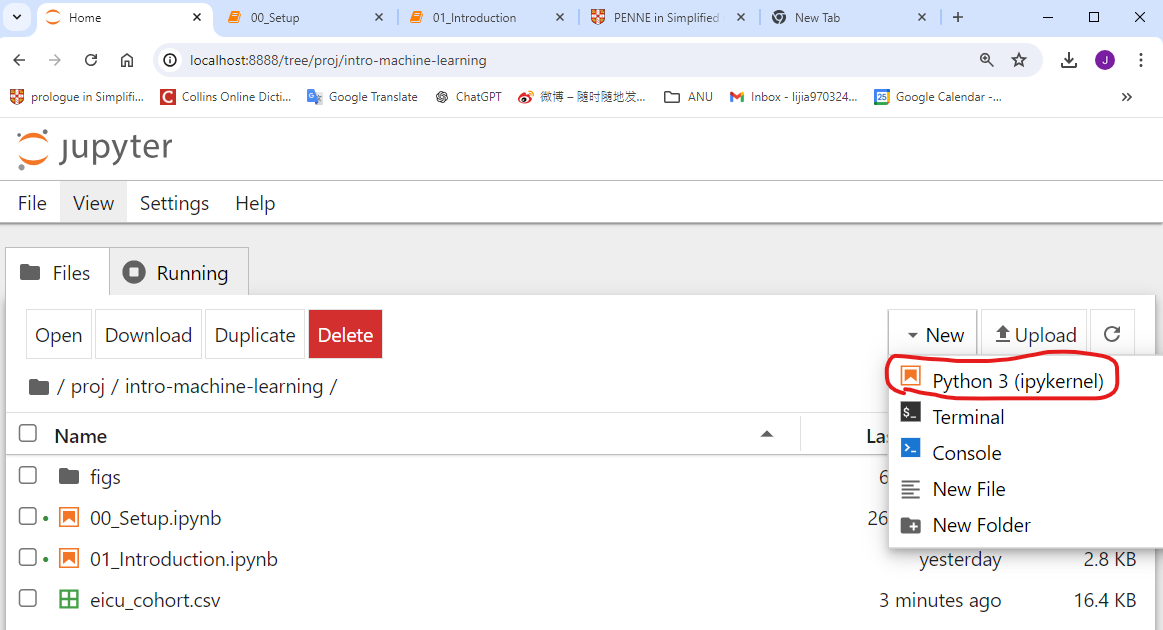 Home
00_Setup
01_Introduction
PENNE in Simplified
New Tab
localhost:8888/tree/proj/intro-machine-learning
J
prologue in Simplifi...
Collins Online Dicti...
Google Translate
ChatGPT
微博 – 随时随地发...
ANU
Inbox - lijia970324...
25
Google Calendar -...
jupyter
File View Settings Help
Files
Running
Open
Download
Duplicate
Delete
New
Upload
/ proj / intro-machine-learning /
Python 3 (ipykernel)
$_ Terminal
Console
New File
New Folder
Name
La
figs
6
00_Setup.ipynb
26
01_Introduction.ipynb
yesterday
2.8 KB
eicu_cohort.csv
3 minutes ago
16.4 KB